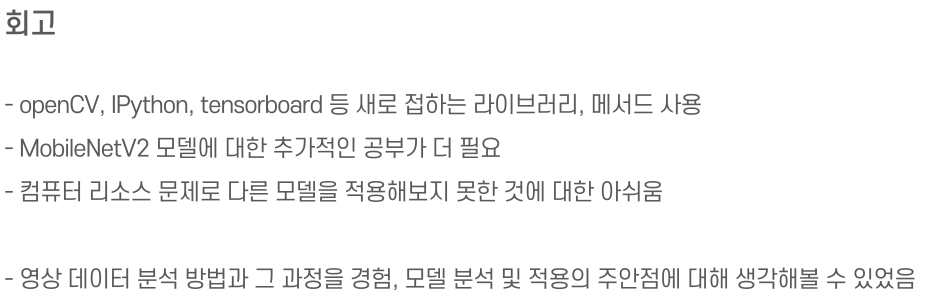 회고
- openCV, IPython, tensorboard 등 새로 접하는 라이브러리, 메서드 사용
- MobileNetV2 모델에 대한 추가적인 공부가 더 필요
- 컴퓨터 리소스 문제로 다른 모델을 적용해보지 못한 것에 대한 아쉬움
- 영상 데이터 분석 방법과 그 과정을 경험, 모델 분석 및 적용의 주안점에 대해 생각해볼 수 있었음